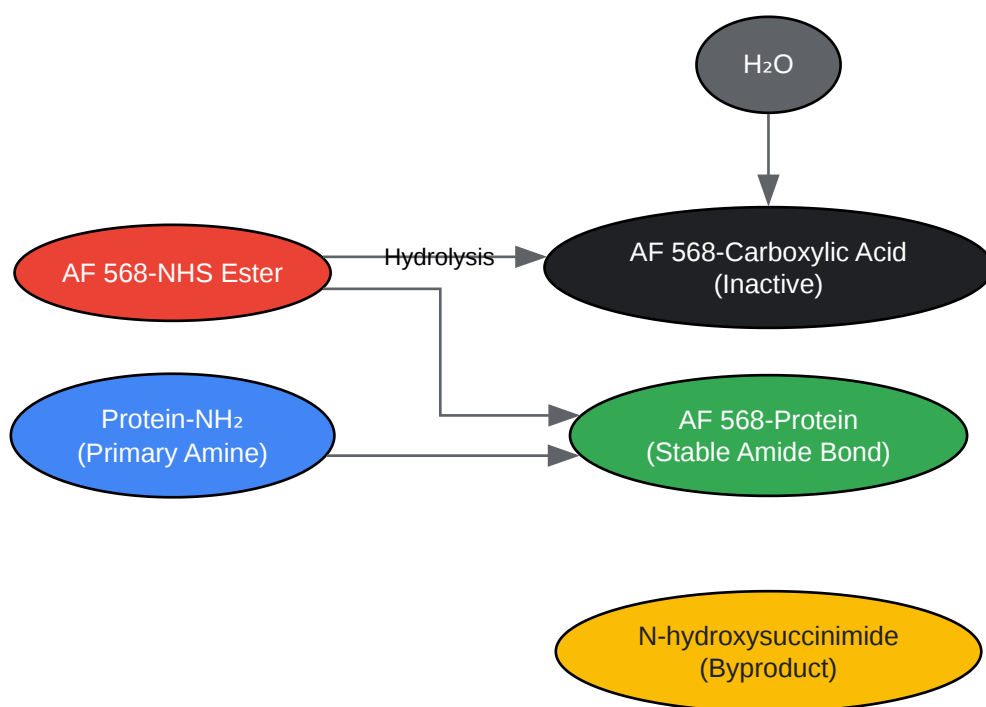 H₂O
AF 568-NHS Ester
Hydrolysis
AF 568-Carboxylic Acid
(Inactive)
Protein-NH₂
(Primary Amine)
AF 568-Protein
(Stable Amide Bond)
N-hydroxysuccinimide
(Byproduct)